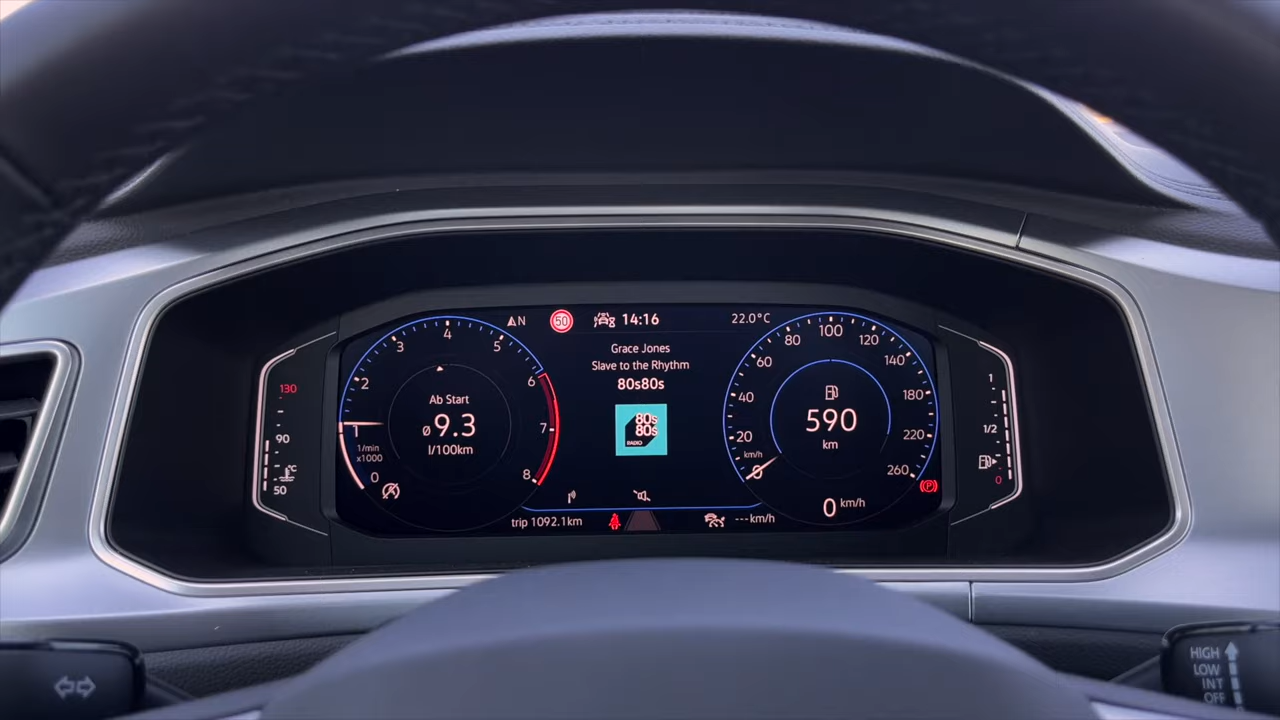 N
50
14:16
22.0°C
Grace Jones
Slave to the Rhythm
80s80s
80s
80s
RADIO
1
2
3
4
5
6
7
8
0
1/min
x1000
Ab Start
ø9.3
l/100km
130
90
°C
50
0
20
40
60
80
100
120
140
180
220
260
km/h
590
km
0 km/h
1
1/2
0
(P)
trip 1092.1km
---km/h
HIGH
LOW
INT
OFF